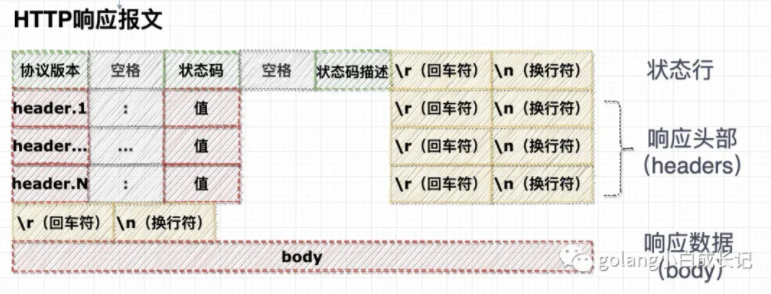 HTTP响应报文
协议版本 空格 状态码 空格 状态码描述 \r（回车符） \n（换行符） 状态行
header.1 : 值 \r（回车符） \n（换行符）
header... ... 值 \r（回车符） \n（换行符） 响应头部
(headers)
header.N : 值 \r（回车符） \n（换行符）
\r（回车符） \n（换行符）
响应数据
body
(body)
golang小白成长记